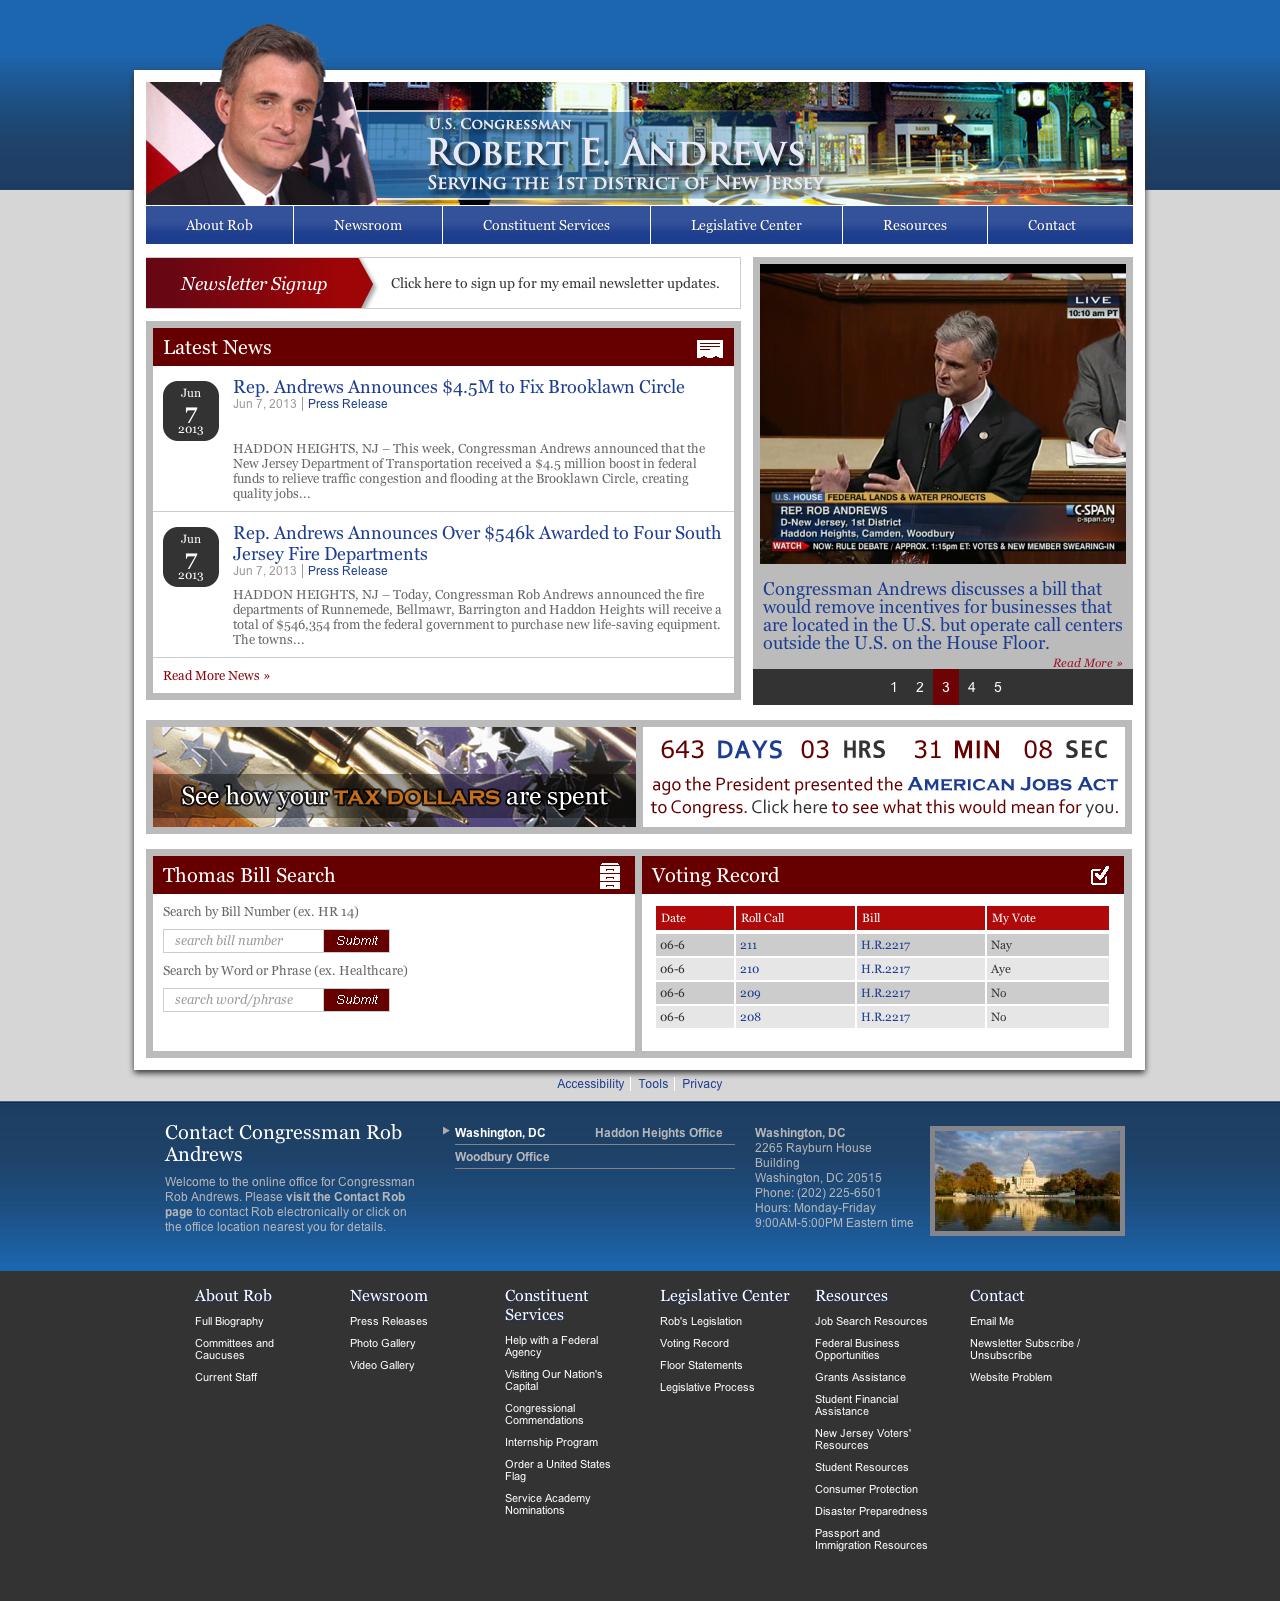 U.S. Congressman
Robert E. Andrews
Serving the 1st district of New Jersey
About Rob
Newsroom
Constituent Services
Legislative Center
Resources
Contact
Newsletter Signup
Click here to sign up for my email newsletter updates.
Latest News
Jun
7
2013
Rep. Andrews Announces $4.5M to Fix Brooklawn Circle
Jun 7, 2013 | Press Release
HADDON HEIGHTS, NJ – This week, Congressman Andrews announced that the
New Jersey Department of Transportation received a $4.5 million boost in federal
funds to relieve traffic congestion and flooding at the Brooklawn Circle, creating
quality jobs...
Jun
7
2013
Rep. Andrews Announces Over $546k Awarded to Four South
Jersey Fire Departments
Jun 7, 2013 | Press Release
HADDON HEIGHTS, NJ – Today, Congressman Rob Andrews announced the fire
departments of Runnemede, Bellmawr, Barrington and Haddon Heights will receive a
total of $546,354 from the federal government to purchase new life-saving equipment.
The towns...
Read More News »
LIVE
10:10 am PT
U.S. HOUSE FEDERAL LANDS & WATER PROJECTS
REP. ROB ANDREWS
D-New Jersey, 1st District
Haddon Heights, Camden, Woodbury
C-SPAN
c-span.org
WATCH NOW: RULE DEBATE / APPROX. 1:15pm ET: VOTES & NEW MEMBER SWEARING-IN
Congressman Andrews discusses a bill that
would remove incentives for businesses that
are located in the U.S. but operate call centers
outside the U.S. on the House Floor.
Read More »
1 2 3 4 5
See how your TAX DOLLARS are spent
643 DAYS 03 HRS 31 MIN 08 SEC
ago the President presented the American Jobs Act
to Congress. Click here to see what this would mean for you.
Thomas Bill Search
Search by Bill Number (ex. HR 14)
search bill number Submit
Search by Word or Phrase (ex. Healthcare)
search word/phrase Submit
Voting Record
Date Roll Call Bill My Vote
06-6 211 H.R.2217 Nay
06-6 210 H.R.2217 Aye
06-6 209 H.R.2217 No
06-6 208 H.R.2217 No
Accessibility | Tools | Privacy
Contact Congressman Rob
Andrews
Welcome to the online office for Congressman
Rob Andrews. Please visit the Contact Rob
page to contact Rob electronically or click on
the office location nearest you for details.
Washington, DC
Haddon Heights Office
Woodbury Office
Washington, DC
2265 Rayburn House
Building
Washington, DC 20515
Phone: (202) 225-6501
Hours: Monday-Friday
9:00AM-5:00PM Eastern time
About Rob
Full Biography
Committees and
Caucuses
Current Staff
Newsroom
Press Releases
Photo Gallery
Video Gallery
Constituent
Services
Help with a Federal
Agency
Visiting Our Nation's
Capital
Congressional
Commendations
Internship Program
Order a United States
Flag
Service Academy
Nominations
Legislative Center
Rob's Legislation
Voting Record
Floor Statements
Legislative Process
Resources
Job Search Resources
Federal Business
Opportunities
Grants Assistance
Student Financial
Assistance
New Jersey Voters'
Resources
Student Resources
Consumer Protection
Disaster Preparedness
Passport and
Immigration Resources
Contact
Email Me
Newsletter Subscribe /
Unsubscribe
Website Problem